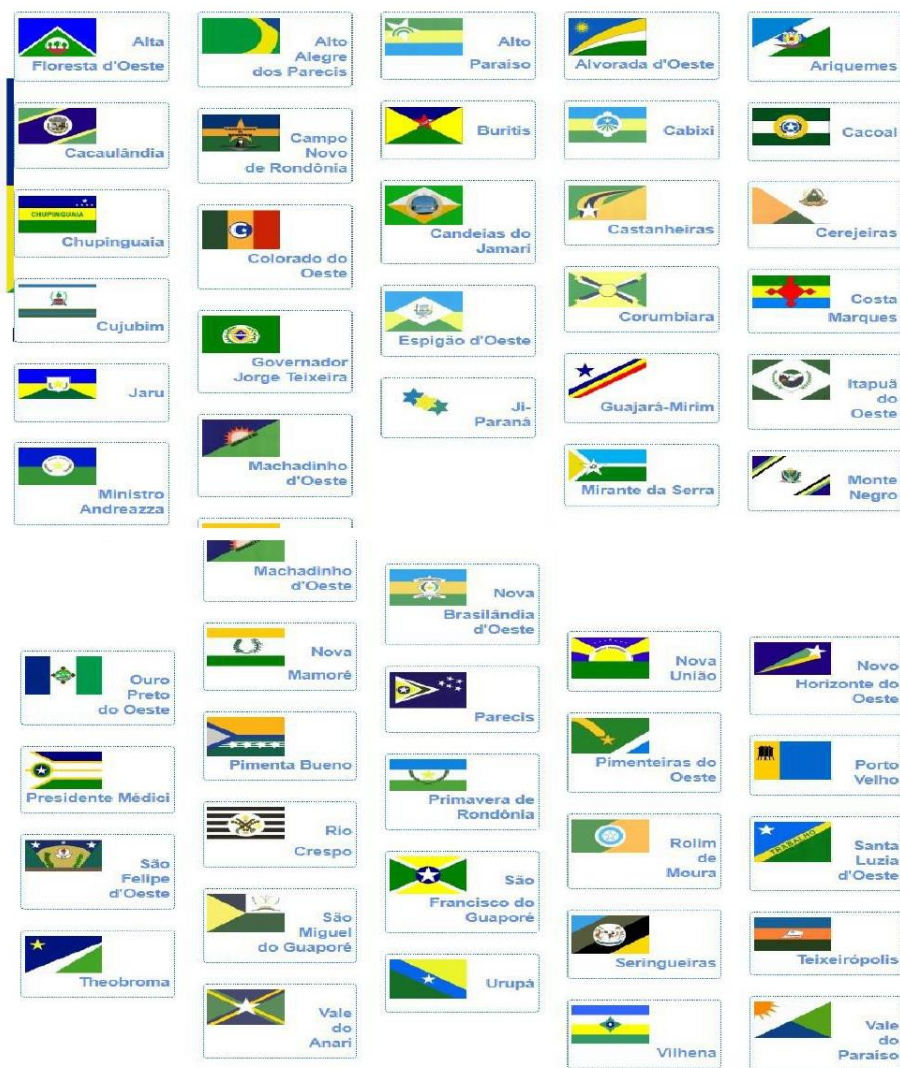 Alta
Floresta d'Oeste
Alto
Alegre
dos Parecis
Alto
Paraiso
Alvorada d'Oeste
Ariquemes
Cacaulândia
Campo
Novo
de Rondônia
Buritis
Cabixi
Cacoal
CHUPINGUAIA
Chupinguaia
G
Colorado do
Oeste
Candeias do
Jamari
Castanheiras
Cerejeiras
Cujubim
Governador
Jorge Teixeira
Espigão d'Oeste
Corumbiara
Costa
Marques
Jaru
Machadinho
d'Oeste
Ji-
Paraná
Guajará-Mirim
Itapuã
do
Oeste
Ministro
Andreazza
Mirante da Serra
Monte
Negro
Machadinho
d'Oeste
Nova
Brasilândia
d'Oeste
Ouro
Preto
do Oeste
Nova
Mamoré
Parecis
Nova
União
Novo
Horizonte do
Oeste
Presidente Médici
Pimenta Bueno
Primavera de
Rondônia
Pimenteiras do
Oeste
Porto
Velho
São
Felipe
d'Oeste
Rio
Crespo
São
Francisco do
Guaporé
Rolim
de
Moura
TRABALHO
Santa
Luzia
d'Oeste
Theobroma
São
Miguel
do Guaporé
Urupá
Seringueiras
Teixeirópolis
Vale
do
Anari
Vilhena
Vale
do
Paraiso